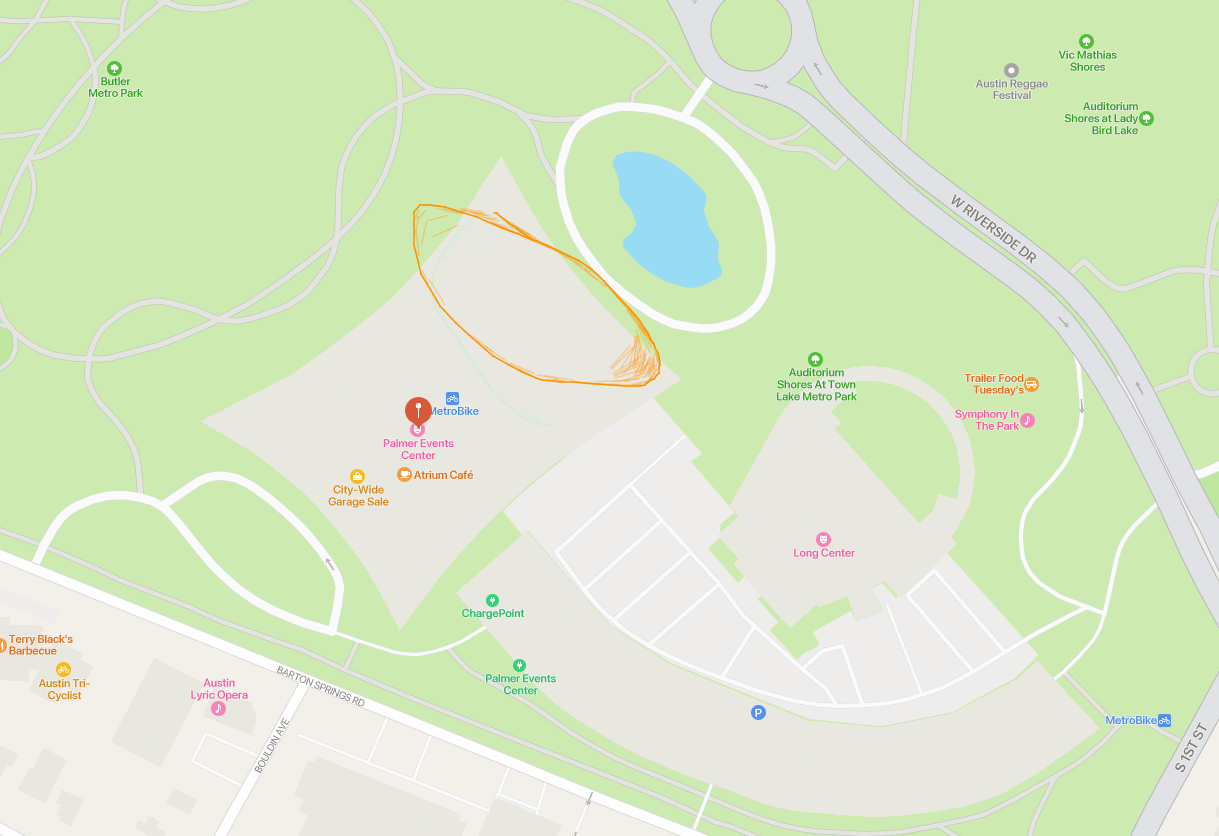 Vic Mathias
Shores
Butler
Metro Park
Austin Reggae
Festival
Auditorium
Shores at Lady
Bird Lake
W RIVERSIDE DR
Auditorium
Shores At Town
Lake Metro Park
Trailer Food
Tuesday's
Symphony In
The Park
MetroBike
Palmer Events
Center
Atrium Café
City-Wide
Garage Sale
Long Center
ChargePoint
Terry Black's
Barbecue
Austin Tri-
Cyclist
Austin
Lyric Opera
BARTON SPRINGS RD
Palmer Events
Center
P
BOULDIN AVE
MetroBike
S 1ST ST